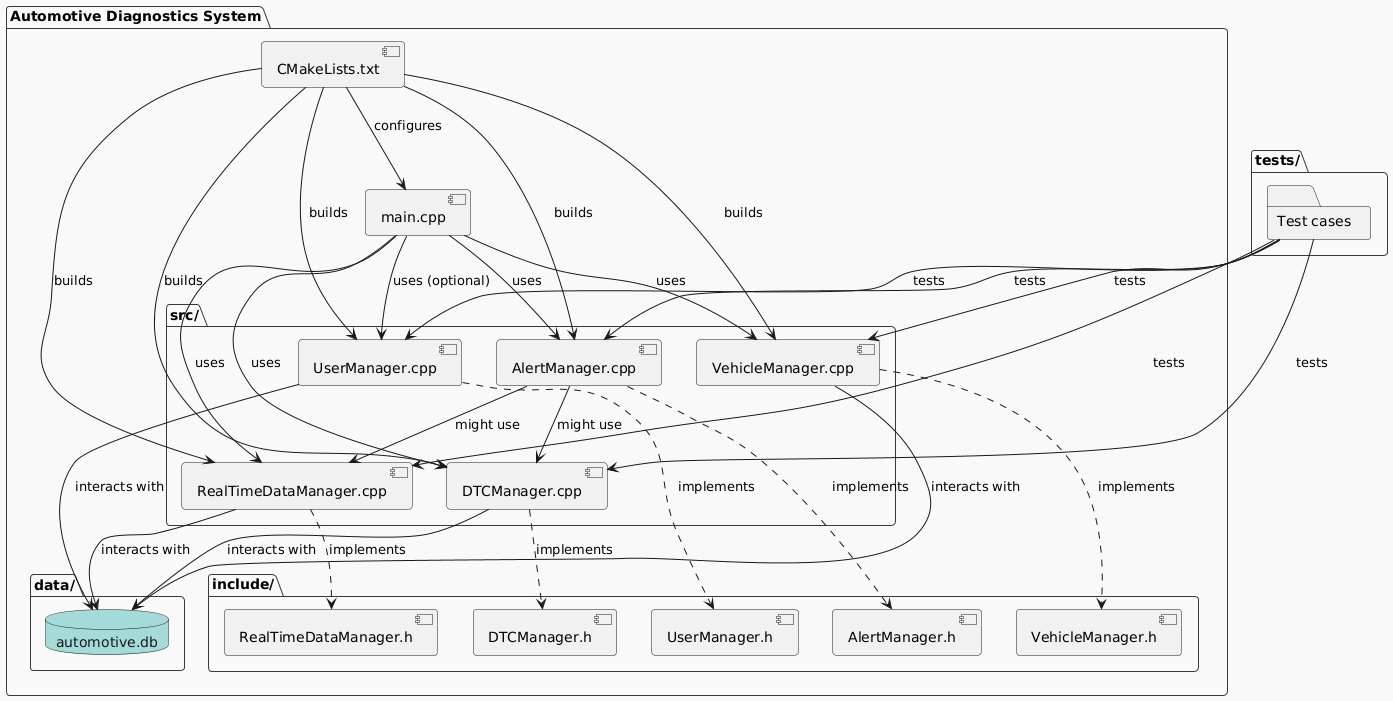 Automotive Diagnostics System
CMakeLists.txt
configures
tests/
main.cpp
builds
builds
builds
Test cases
builds
builds
uses (optional)
uses
uses
tests
tests
tests
src/
uses
uses
tests
tests
UserManager.cpp
AlertManager.cpp
VehicleManager.cpp
might use
might use
interacts with
RealTimeDataManager.cpp
DTCManager.cpp
implements
implements
interacts with
implements
interacts with
interacts with
implements
implements
data/
include/
automotive.db
RealTimeDataManager.h
DTCManager.h
UserManager.h
AlertManager.h
VehicleManager.h